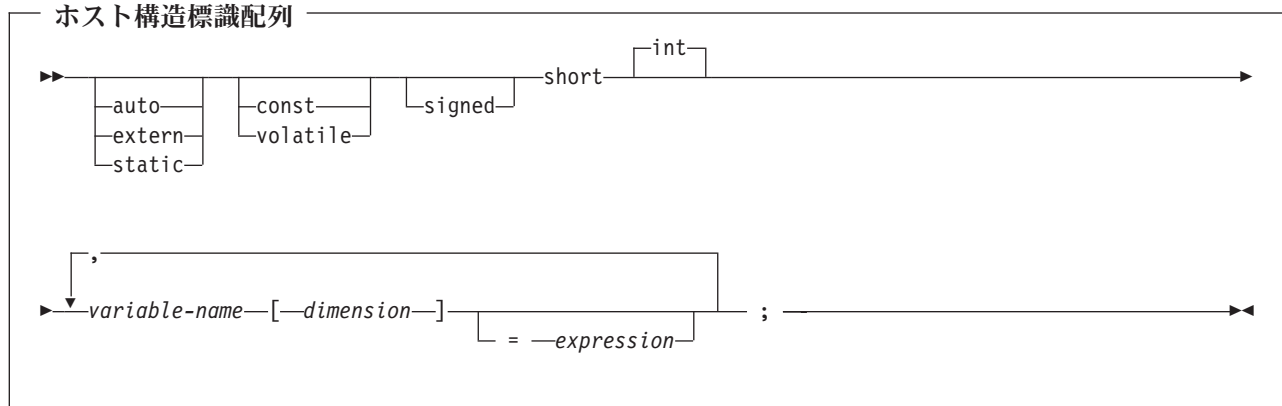 ホスト構造標識配列
int
short
auto const signed
extern volatile
static
,
variable-name [ dimension ] ;
= expression